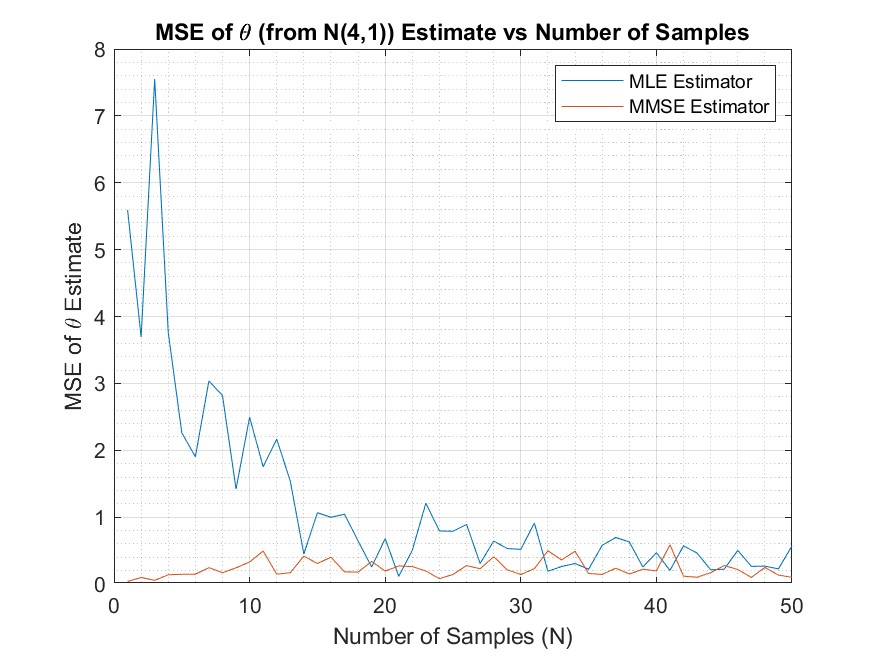 MSE of θ (from N(4,1)) Estimate vs Number of Samples
MLE Estimator
MMSE Estimator
MSE of θ Estimate
8
7
6
5
4
3
2
1
0
0 10 20 30 40 50
Number of Samples (N)